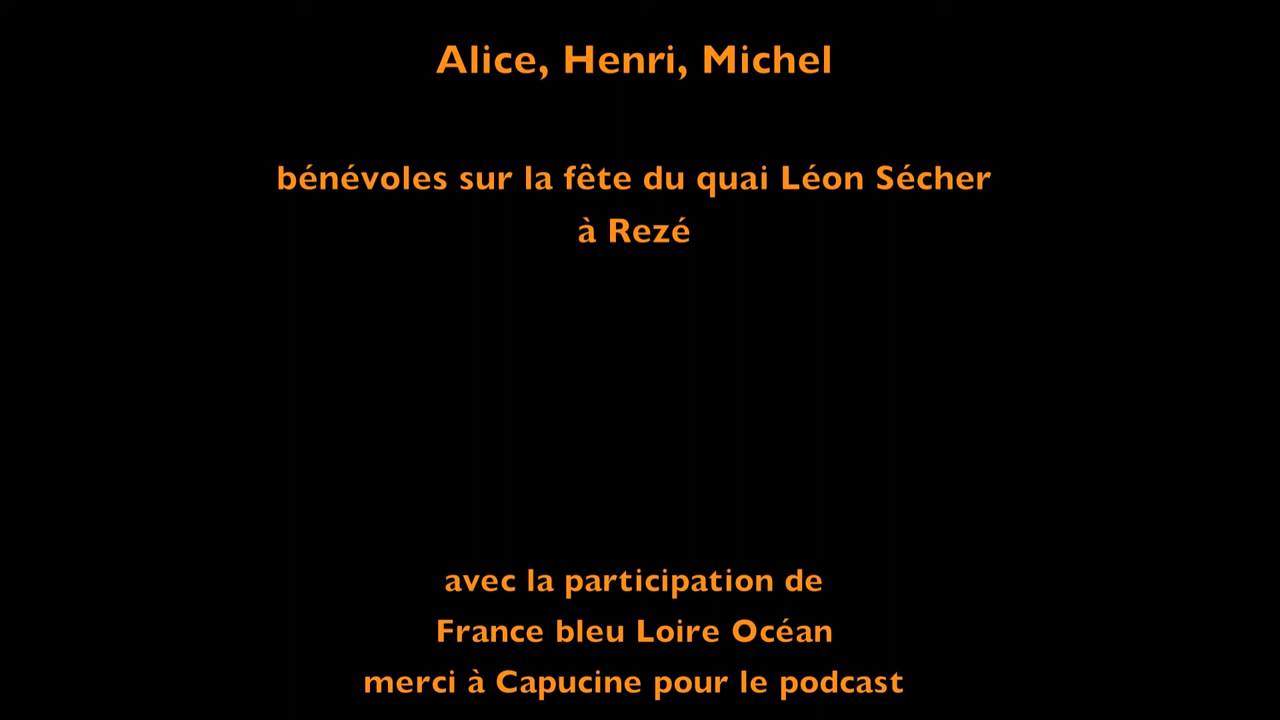 Alice, Henri, Michel
bénévoles sur la fête du quai Léon Sécher
à Rezé
avec la participation de
France bleu Loire Océan
merci à Capucine pour le podcast